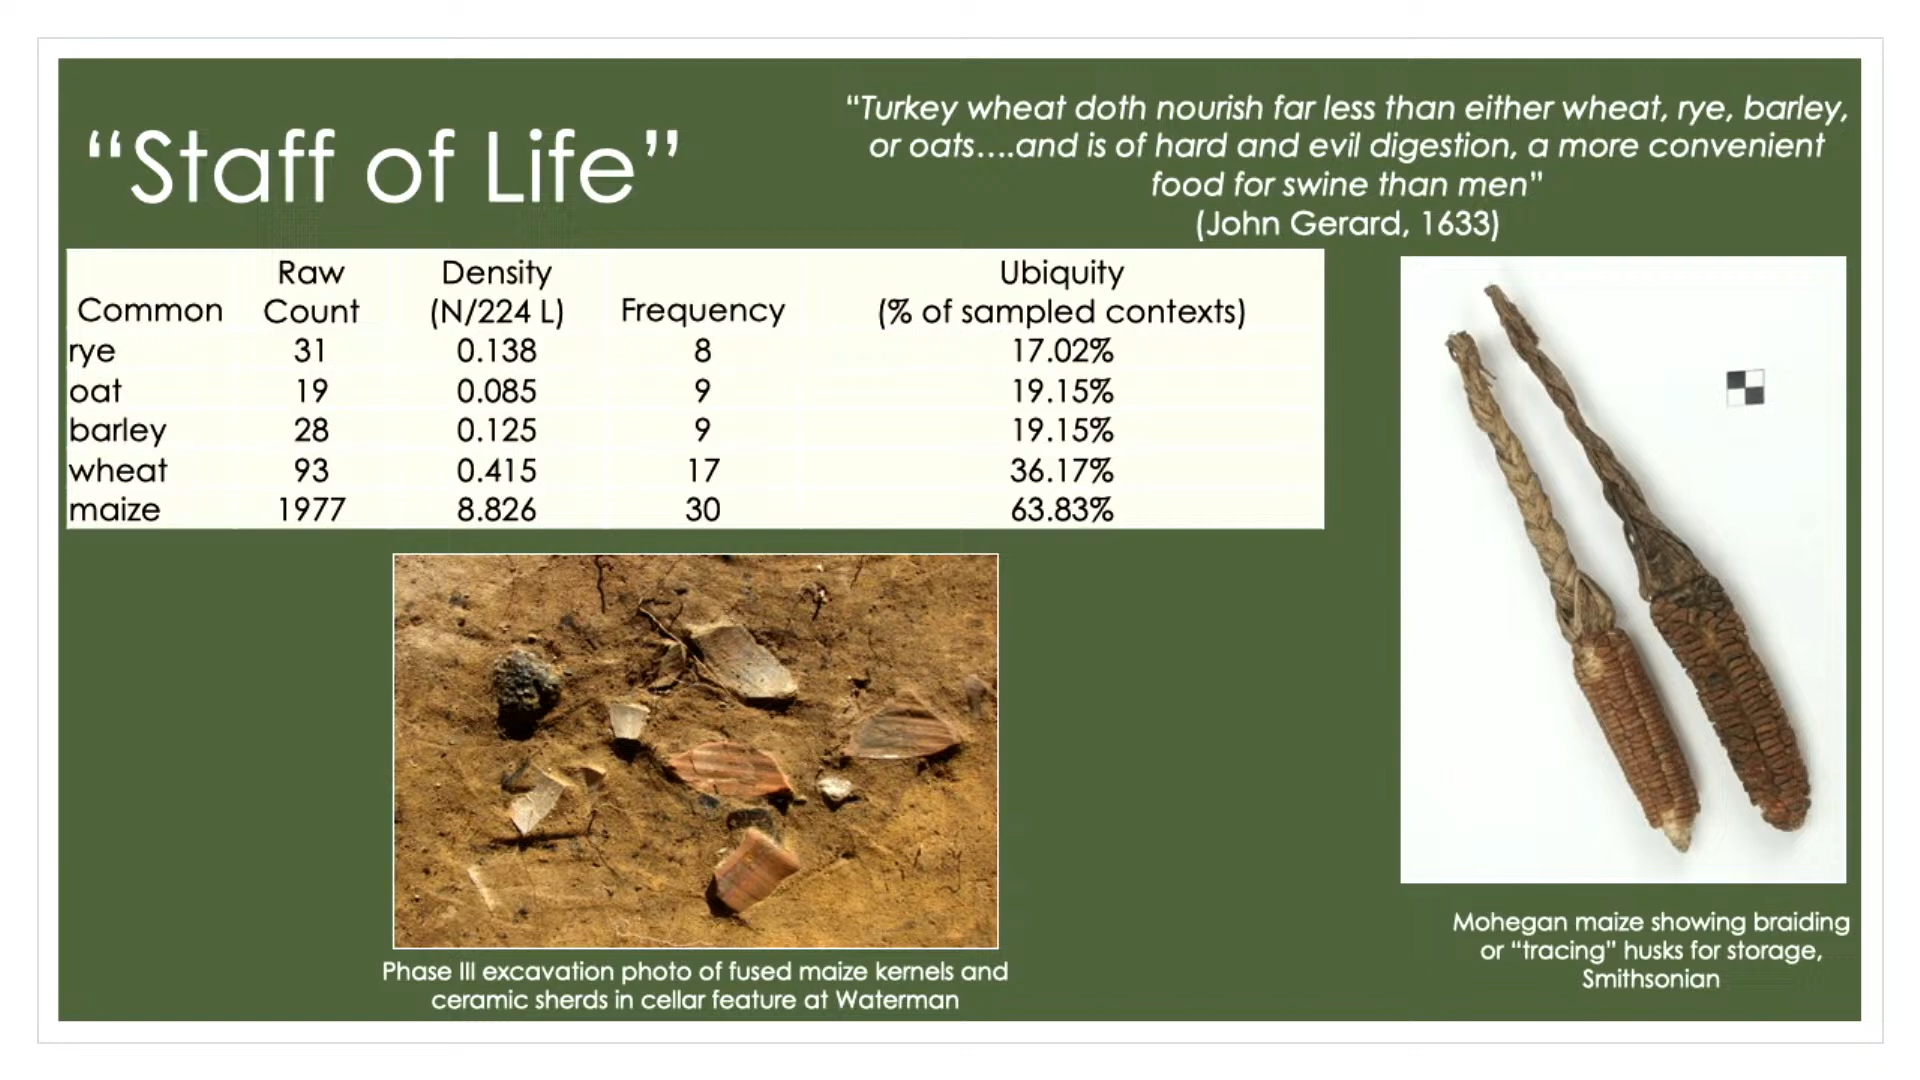 “Staff of Life”
“Turkey wheat doth nourish far less than either wheat, rye, barley,
or oats....and is of hard and evil digestion, a more convenient
food for swine than men”
(John Gerard, 1633)
Common Raw Count Density (N/224 L) Frequency Ubiquity (% of sampled contexts)
rye 31 0.138 8 17.02%
oat 19 0.085 9 19.15%
barley 28 0.125 9 19.15%
wheat 93 0.415 17 36.17%
maize 1977 8.826 30 63.83%
Phase III excavation photo of fused maize kernels and
ceramic sherds in cellar feature at Waterman
Mohegan maize showing braiding
or “tracing” husks for storage,
Smithsonian